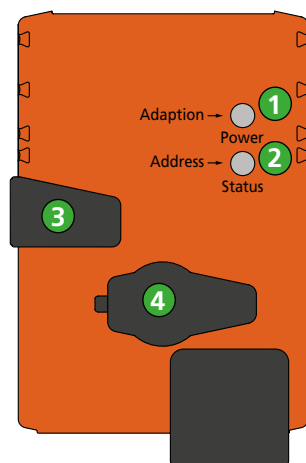 1
Adaption →
Power
2
Address →
Status
3
4